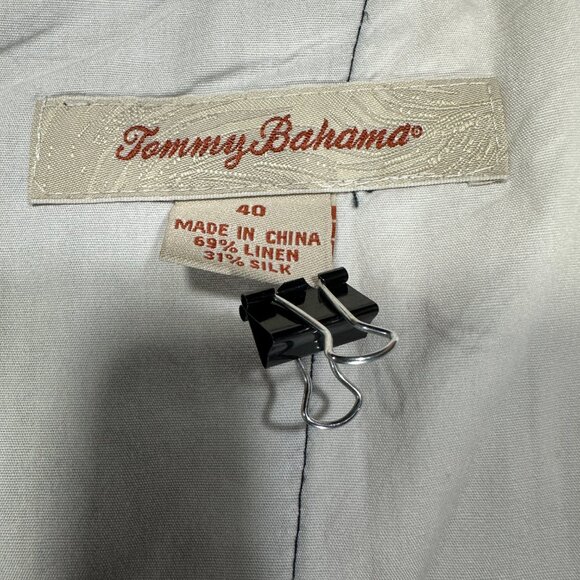 Tommy Bahama®
40
MADE IN CHINA
69% LINEN
31% SILK